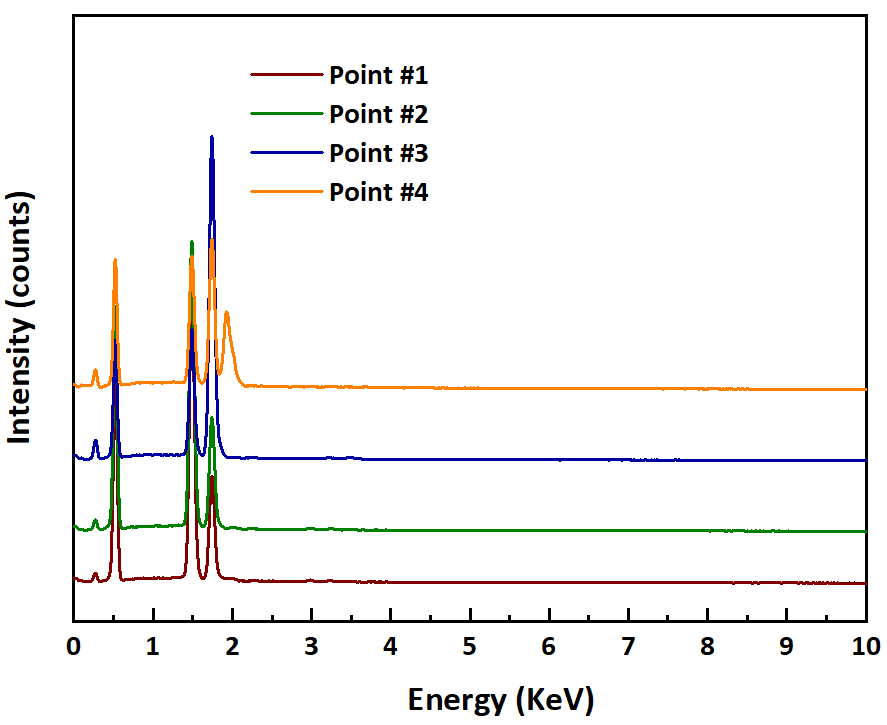 Point #1
Point #2
Point #3
Point #4
Intensity (counts)
0 1 2 3 4 5 6 7 8 9 10
Energy (KeV)